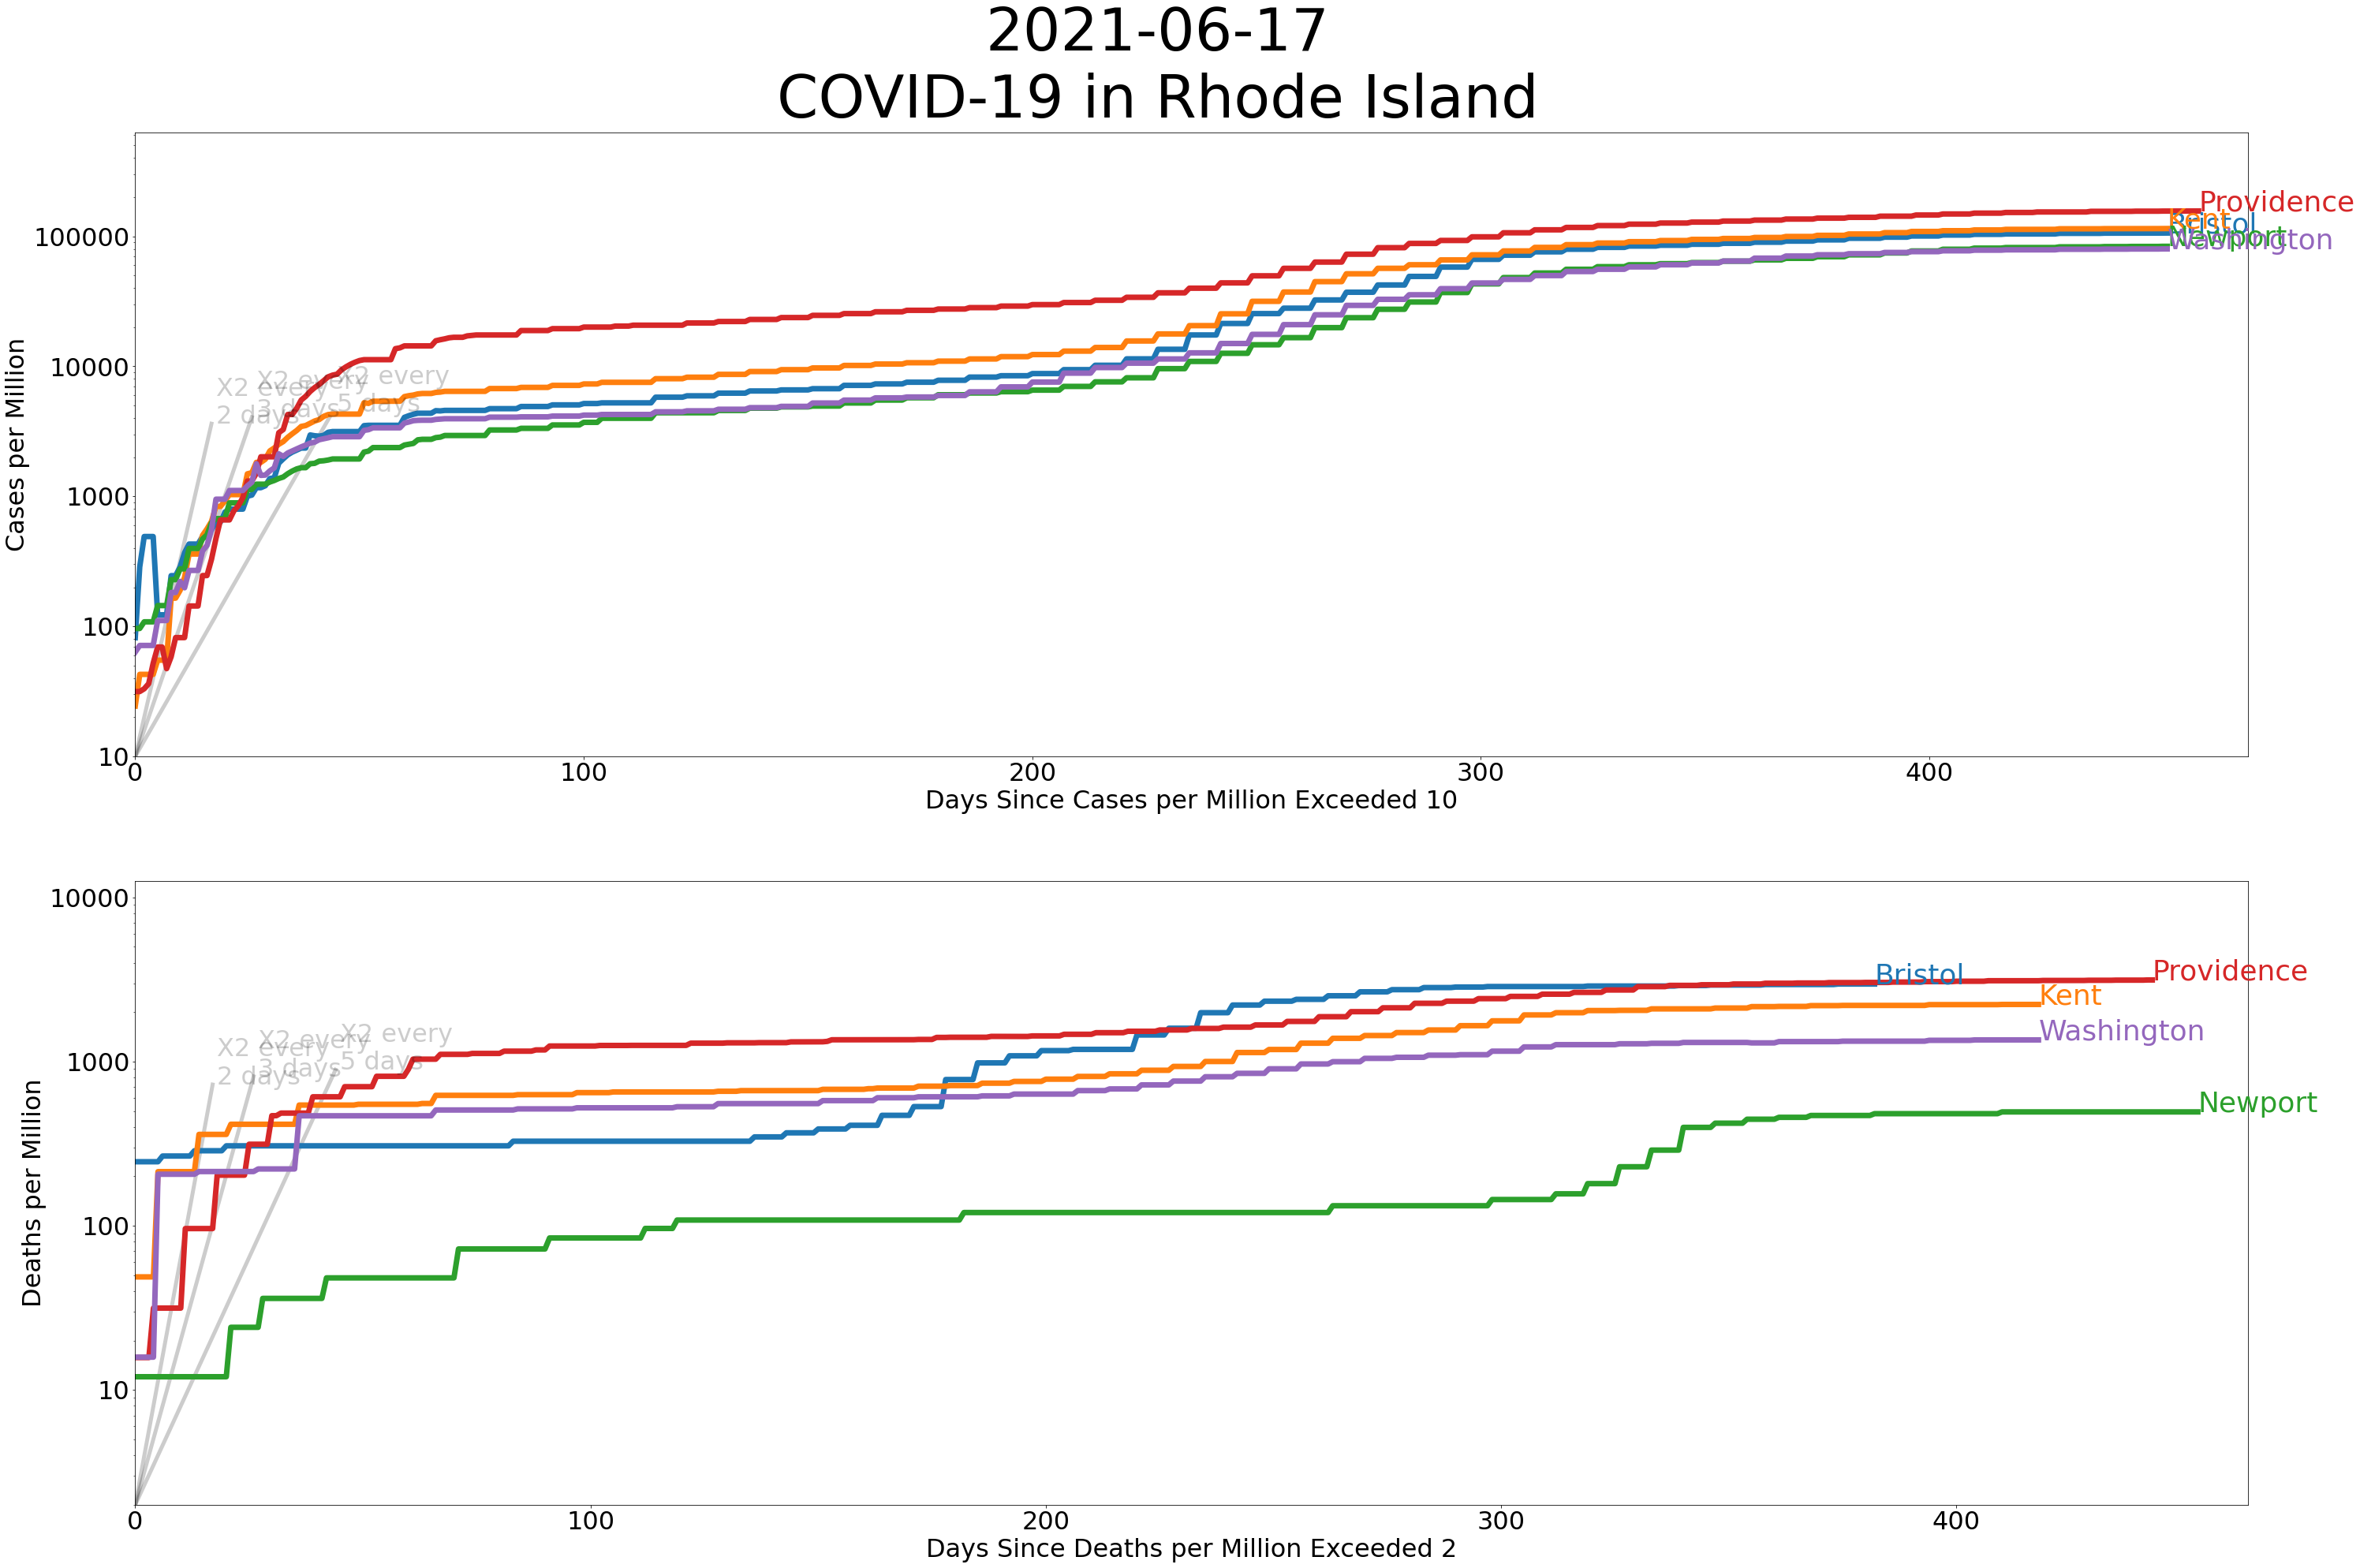 2021-06-17
COVID-19 in Rhode Island
Cases per Million
100000
10000
1000
100
10
X2 every
2 days
X2 every
3 days
X2 every
5 days
Providence
Kent
Bristol
Newport
Washington
0
100
200
300
400
Days Since Cases per Million Exceeded 10
Deaths per Million
10000
1000
100
10
X2 every
2 days
X2 every
3 days
X2 every
5 days
Bristol
Providence
Kent
Washington
Newport
0
100
200
300
400
Days Since Deaths per Million Exceeded 2